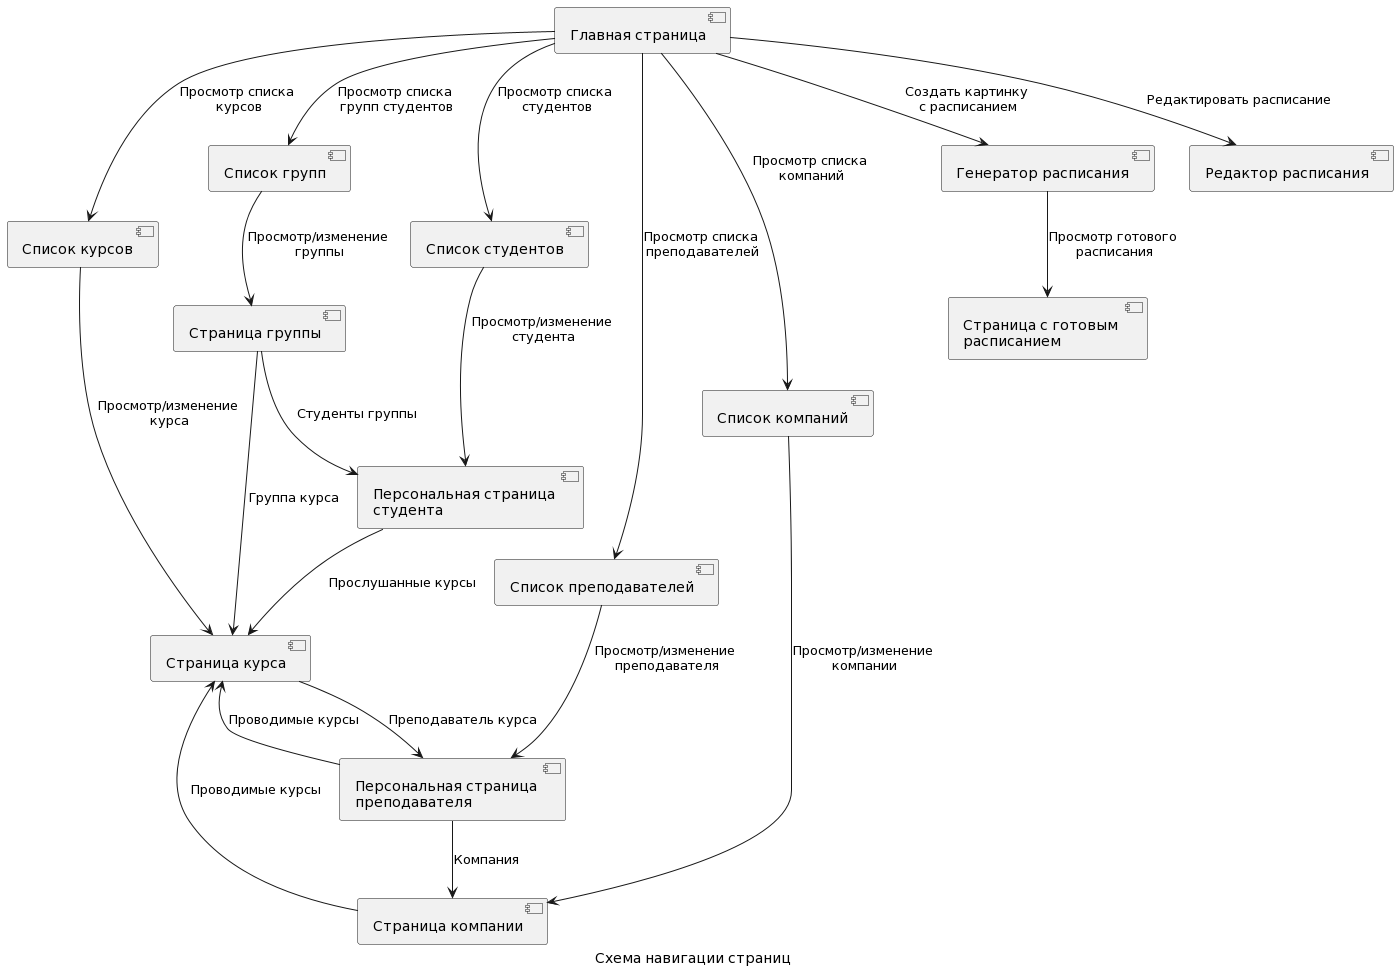 Главная страница
Просмотр списка
курсов
Просмотр списка
групп студентов
Просмотр списка
студентов
Создать картинку
с расписанием
Редактировать расписание
Просмотр списка
компаний
Список групп
Генератор расписания
Редактор расписания
Просмотр/изменение
группы
Просмотр списка
преподавателей
Просмотр готового
расписания
Список курсов
Список студентов
Страница группы
Просмотр/изменение
студента
Страница с готовым
расписанием
Просмотр/изменение
курса
Студенты группы
Список компаний
Группа курса
Персональная страница
студента
Прослушанные курсы
Список преподавателей
Страница курса
Просмотр/изменение
преподавателя
Просмотр/изменение
компании
Проводимые курсы
Преподаватель курса
Проводимые курсы
Персональная страница
преподавателя
Компания
Страница компании
Схема навигации страниц